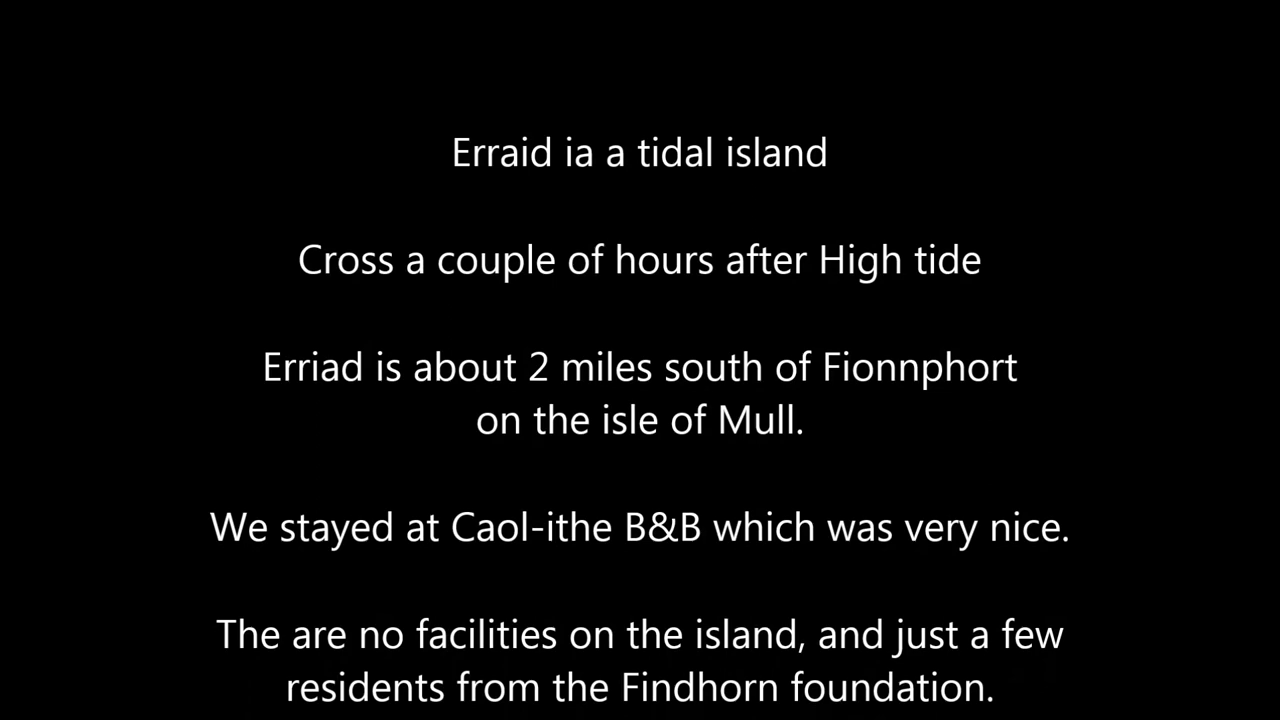 Erraid ia a tidal island
Cross a couple of hours after High tide
Erriad is about 2 miles south of Fionnphort
on the isle of Mull.
We stayed at Caol-ithe B&B which was very nice.
The are no facilities on the island, and just a few
residents from the Findhorn foundation.